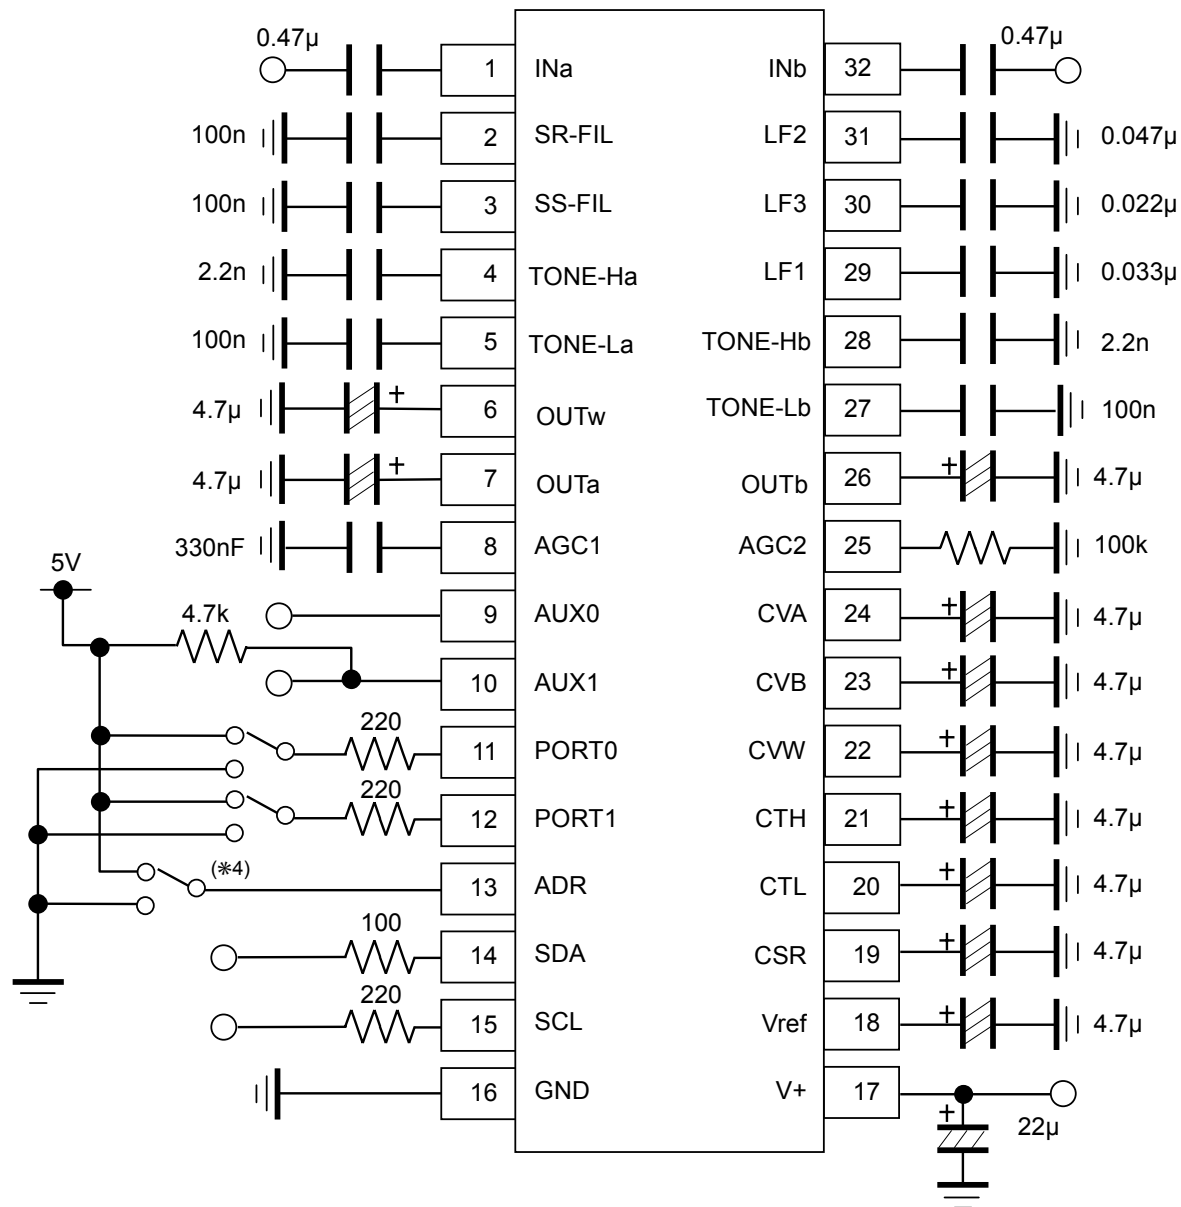 0.47µ 1 INa INb 32 0.47µ
100n 2 SR-FIL LF2 31 0.047µ
100n 3 SS-FIL LF3 30 0.022µ
2.2n 4 TONE-Ha LF1 29 0.033µ
100n 5 TONE-La TONE-Hb 28 2.2n
4.7µ + 6 OUTw TONE-Lb 27 100n
4.7µ + 7 OUTa OUTb 26 + 4.7µ
330nF 8 AGC1 AGC2 25 100k
5V
4.7k 9 AUX0 CVA 24 + 4.7µ
10 AUX1 CVB 23 + 4.7µ
220 11 PORT0 CVW 22 + 4.7µ
220 12 PORT1 CTH 21 + 4.7µ
(※4) 13 ADR CTL 20 + 4.7µ
100 14 SDA CSR 19 + 4.7µ
220 15 SCL Vref 18 + 4.7µ
16 GND V+ 17
+ 22µ